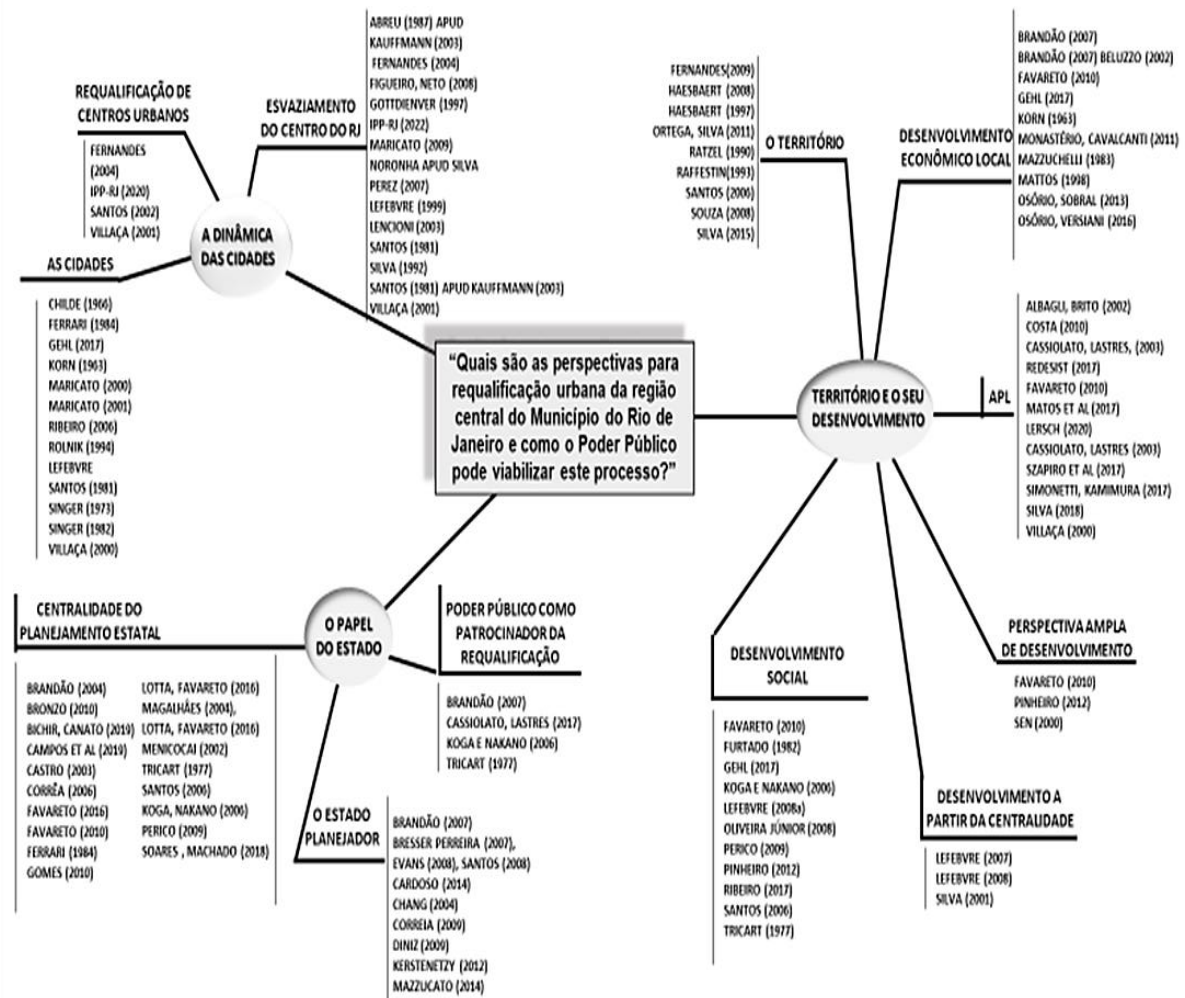 REQUALIFICAÇÃO DE
CENTROS URBANOS
FERNANDES
(2004)
IPP-RJ (2020)
SANTOS (2002)
VILLAÇA (2001)
ESVAZIAMENTO
DO CENTRO DO RJ
ABREU (1987) APUD
KAUFFMANN (2003)
FERNANDES (2004)
FIGUEIRO, NETO (2008)
GOTTDIENVER (1997)
IPP-RJ (2022)
MARICATO (2009)
NORONHA APUD SILVA
PEREZ (2007)
LEFEBVRE (1999)
LENCIONI (2003)
SANTOS (1981)
SILVA (1992)
SANTOS (1981) APUD KAUFFMANN (2003)
VILLAÇA (2001)
A DINÂMICA
DAS CIDADES
AS CIDADES
CHILDE (1966)
FERRARI (1984)
GEHL (2017)
KORN (1963)
MARICATO (2000)
MARICATO (2001)
RIBEIRO (2006)
ROLNIK (1994)
LEFEBVRE
SANTOS (1981)
SINGER (1973)
SINGER (1982)
VILLAÇA (2000)
FERNANDES(2009)
HAESBAERT (2008)
HAESBAERT (1997)
ORTEGA, SILVA (2011)
RATZEL (1990)
RAFFESTIN(1993)
SANTOS (2006)
SOUZA (2008)
SILVA (2015)
O TERRITÓRIO
DESENVOLVIMENTO
ECONÔMICO LOCAL
BRANDÃO (2007)
BRANDÃO (2007) BELUZZO (2002)
FAVARETO (2010)
GEHL (2017)
KORN (1963)
MONASTÉRIO, CAVALCANTI (2011)
MAZZUCHELLI (1983)
MATTOS (1998)
OSÓRIO, SOBRAL (2013)
OSÓRIO, VERSIANI (2016)
"Quais são as perspectivas para
requalificação urbana da região
central do Município do Rio de
Janeiro e como o Poder Público
pode viabilizar este processo?"
TERRITÓRIO E O SEU
DESENVOLVIMENTO
APL
ALBAGLI, BRITO (2002)
COSTA (2010)
CASSIOLATO, LASTRES, (2003)
REDESIST (2017)
FAVARETO (2010)
MATOS ET AL (2017)
LERSCH (2020)
CASSIOLATO, LASTRES (2003)
SZAPIRO ET AL (2017)
SIMONETTI, KAMIMURA (2017)
SILVA (2018)
VILLAÇA (2000)
CENTRALIDADE DO
PLANEJAMENTO ESTATAL
BRANDÃO (2004)
BRONZO (2010)
BICHIR, CANATO (2019)
CAMPOS ET AL (2019)
CASTRO (2003)
CORRÊA (2006)
FAVARETO (2016)
FAVARETO (2010)
FERRARI (1984)
GOMES (2010)
LOTTA, FAVARETO (2016)
MAGALHÃES (2004),
LOTTA, FAVARETO (2016)
MENICOCAI (2002)
TRICART (1977)
SANTOS (2006)
KOGA, NAKANO (2006)
PERICO (2009)
SOARES , MACHADO (2018)
O PAPEL
DO ESTADO
PODER PÚBLICO COMO
PATROCINADOR DA
REQUALIFICAÇÃO
BRANDÃO (2007)
CASSIOLATO, LASTRES (2017)
KOGA E NAKANO (2006)
TRICART (1977)
O ESTADO
PLANEJADOR
BRANDÃO (2007)
BRESSER PERREIRA (2007),
EVANS (2008), SANTOS (2008)
CARDOSO (2014)
CHANG (2004)
CORREIA (2009)
DINIZ (2009)
KERSTENETZY (2012)
MAZZUCATO (2014)
DESENVOLVIMENTO
SOCIAL
FAVARETO (2010)
FURTADO (1982)
GEHL (2017)
KOGA E NAKANO (2006)
LEFEBVRE (2008a)
OLIVEIRA JÚNIOR (2008)
PERICO (2009)
PINHEIRO (2012)
RIBEIRO (2017)
SANTOS (2006)
TRICART (1977)
PERSPECTIVA AMPLA
DE DESENVOLVIMENTO
FAVARETO (2010)
PINHEIRO (2012)
SEN (2000)
DESENVOLVIMENTO A
PARTIR DA CENTRALIDADE
LEFEBVRE (2007)
LEFEBVRE (2008)
SILVA (2001)